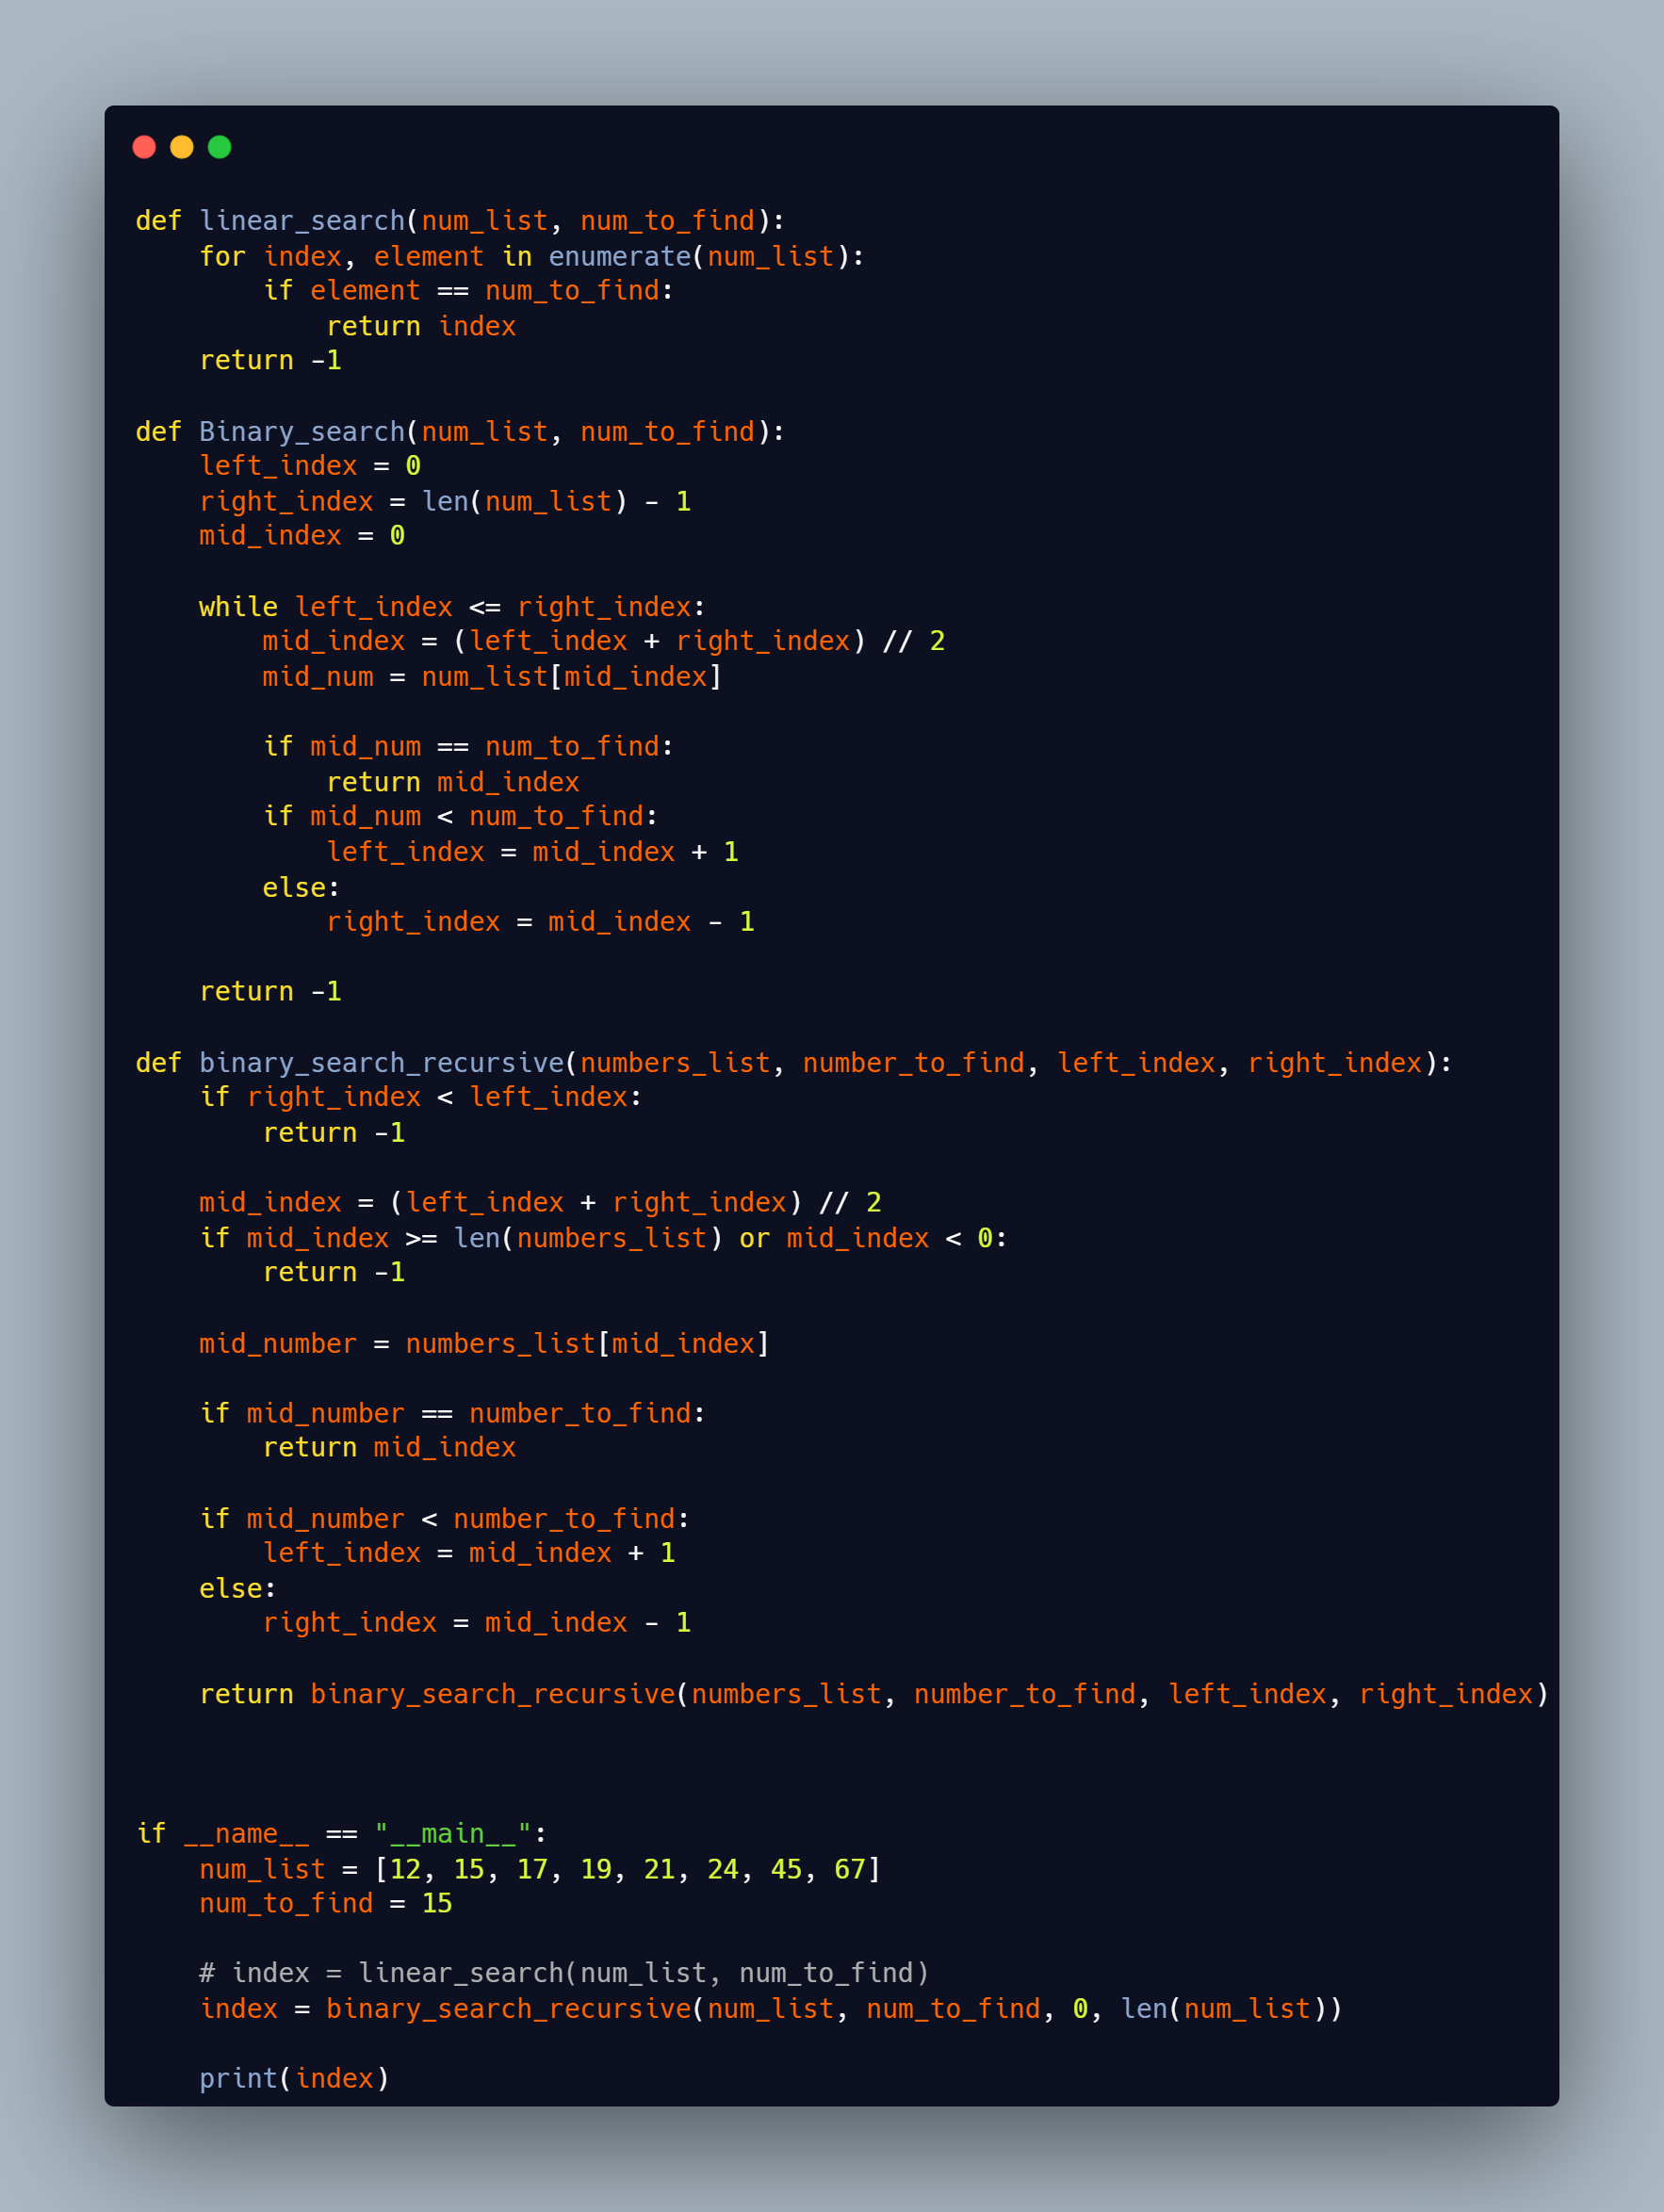 def linear_search(num_list, num_to_find):
    for index, element in enumerate(num_list):
        if element == num_to_find:
            return index
    return -1

def Binary_search(num_list, num_to_find):
    left_index = 0
    right_index = len(num_list) - 1
    mid_index = 0

    while left_index <= right_index:
        mid_index = (left_index + right_index) // 2
        mid_num = num_list[mid_index]

        if mid_num == num_to_find:
            return mid_index
        if mid_num < num_to_find:
            left_index = mid_index + 1
        else:
            right_index = mid_index - 1

    return -1

def binary_search_recursive(numbers_list, number_to_find, left_index, right_index):
    if right_index < left_index:
        return -1

    mid_index = (left_index + right_index) // 2
    if mid_index >= len(numbers_list) or mid_index < 0:
        return -1

    mid_number = numbers_list[mid_index]

    if mid_number == number_to_find:
        return mid_index

    if mid_number < number_to_find:
        left_index = mid_index + 1
    else:
        right_index = mid_index - 1

    return binary_search_recursive(numbers_list, number_to_find, left_index, right_index)

if __name__ == "__main__":
    num_list = [12, 15, 17, 19, 21, 24, 45, 67]
    num_to_find = 15

    # index = linear_search(num_list, num_to_find)
    index = binary_search_recursive(num_list, num_to_find, 0, len(num_list))

    print(index)